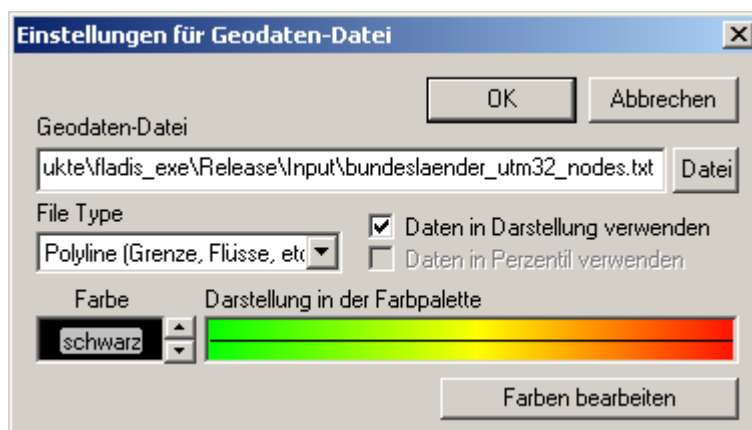 Einstellungen für Geodaten-Datei
OK
Abbrechen
Geodaten-Datei
ukte\fladis_exe\Release\Input\bundeslaender_utm32_nodes.txt
Datei
File Type
Polyline (Grenze, Flüsse, etc
Daten in Darstellung verwenden
Daten in Perzentil verwenden
Farbe
Darstellung in der Farbpalette
schwarz
Farben bearbeiten